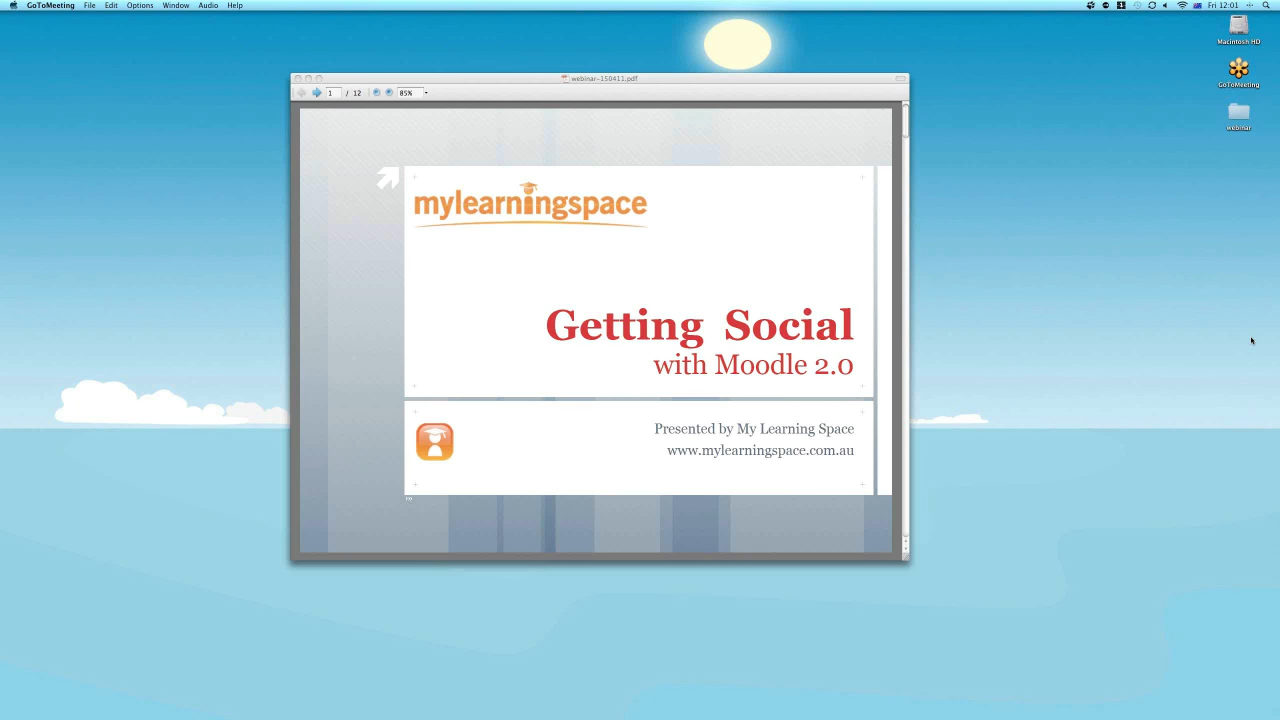 GoToMeeting File Edit Options Window Audio Help Fri 12:01
Macintosh HD
GoToMeeting
webinar
webinar-150411.pdf
1 / 12 85%
mylearningspace
Getting Social
with Moodle 2.0
Presented by My Learning Space
www.mylearningspace.com.au